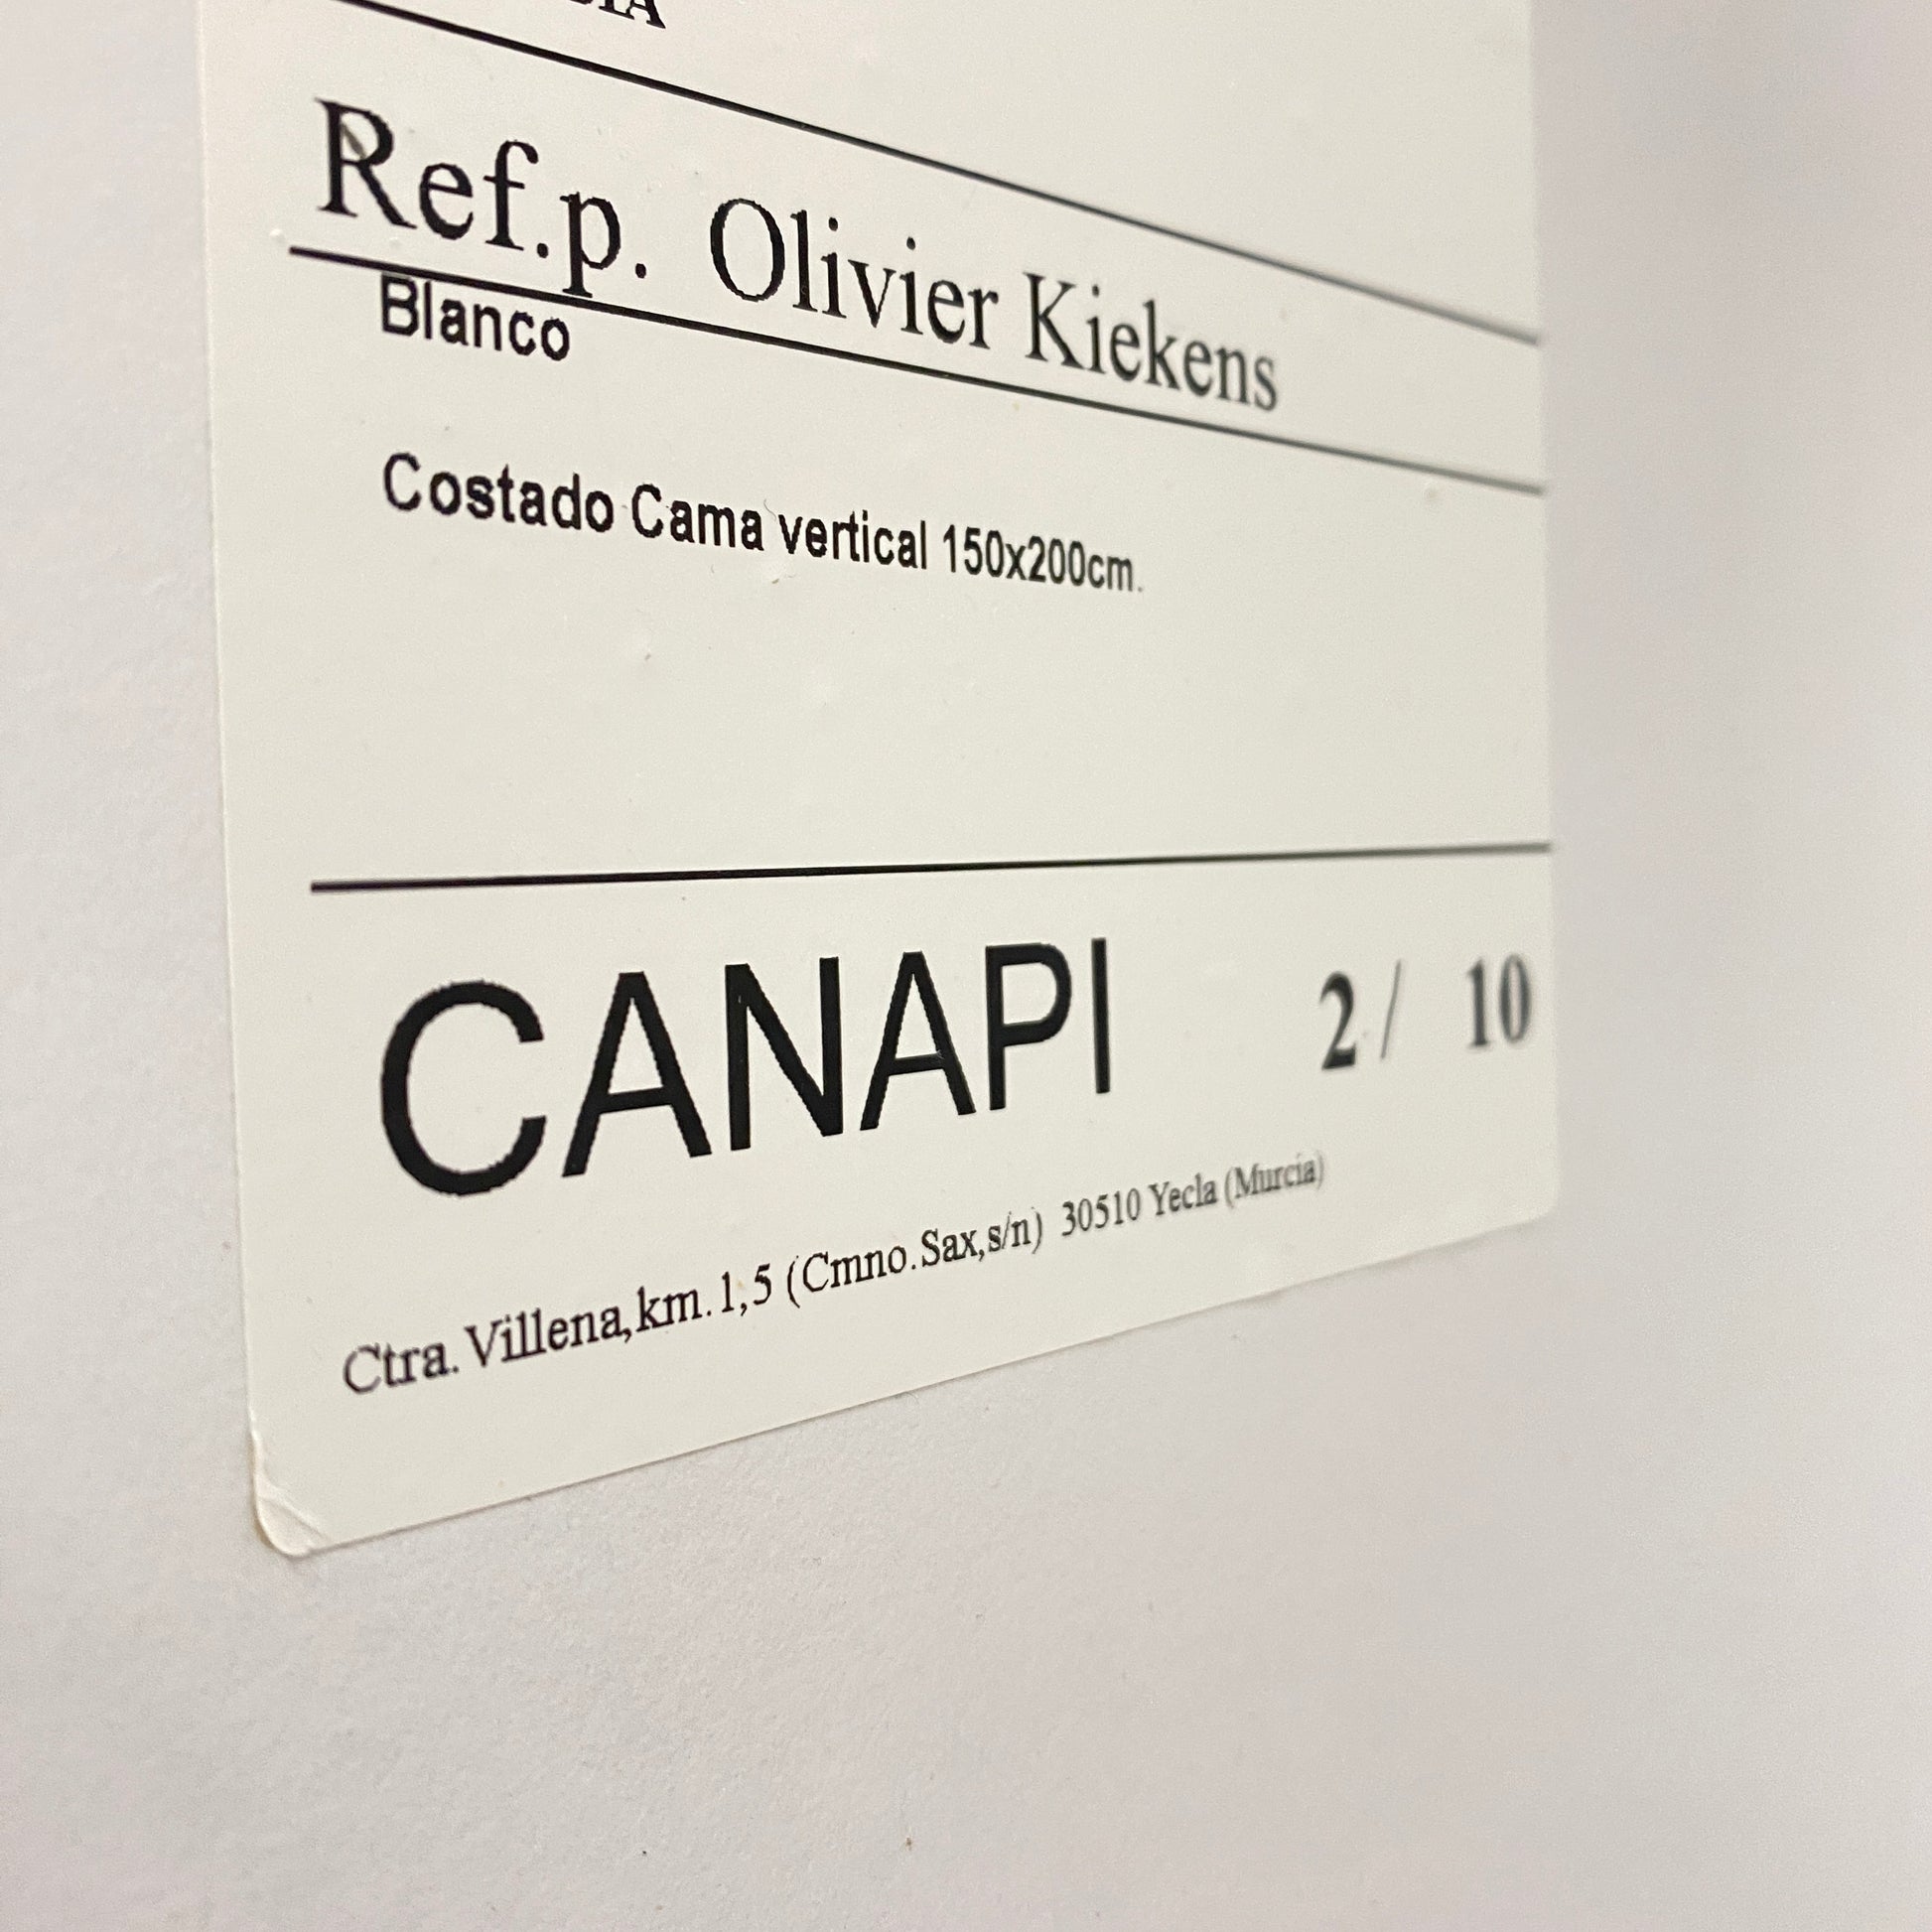 Ref.p. Olivier Kiekens
Blanco
Costado Cama vertical 150x200cm.
CANAPI 2/ 10
Ctra. Villena,km.1,5 (Cmno.Sax,s/n) 30510 Yecla (Murcia)